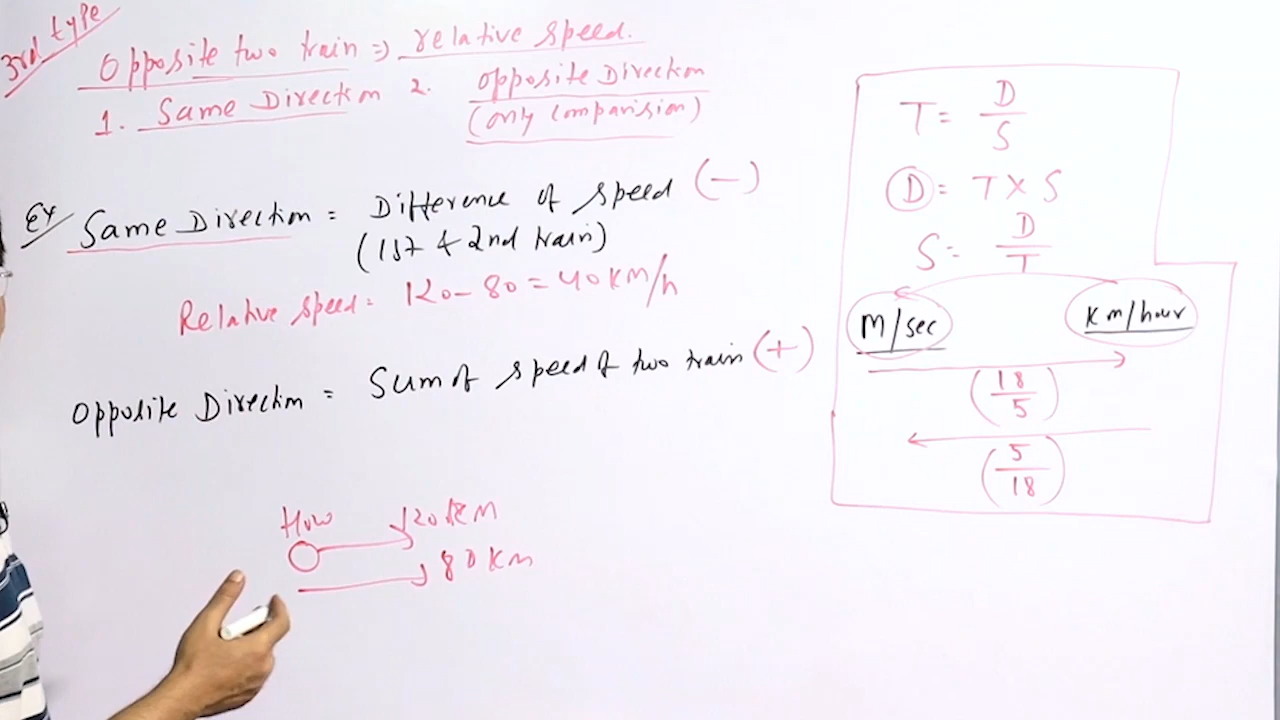 3rd type
Opposite two train => relative speed.
1. Same Direction 2. opposite Direction
(only comparision)
Ex Same Direction = Difference of speed (-)
(1st & 2nd train)
Relative speed = 120 - 80 = 40 KM/h
Opposite Direction = Sum of speed of two train (+)
How 120 KM
80 KM
T = D/S
D = T X S
S = D/T
M/sec Km/hour
(18/5)
(5/18)